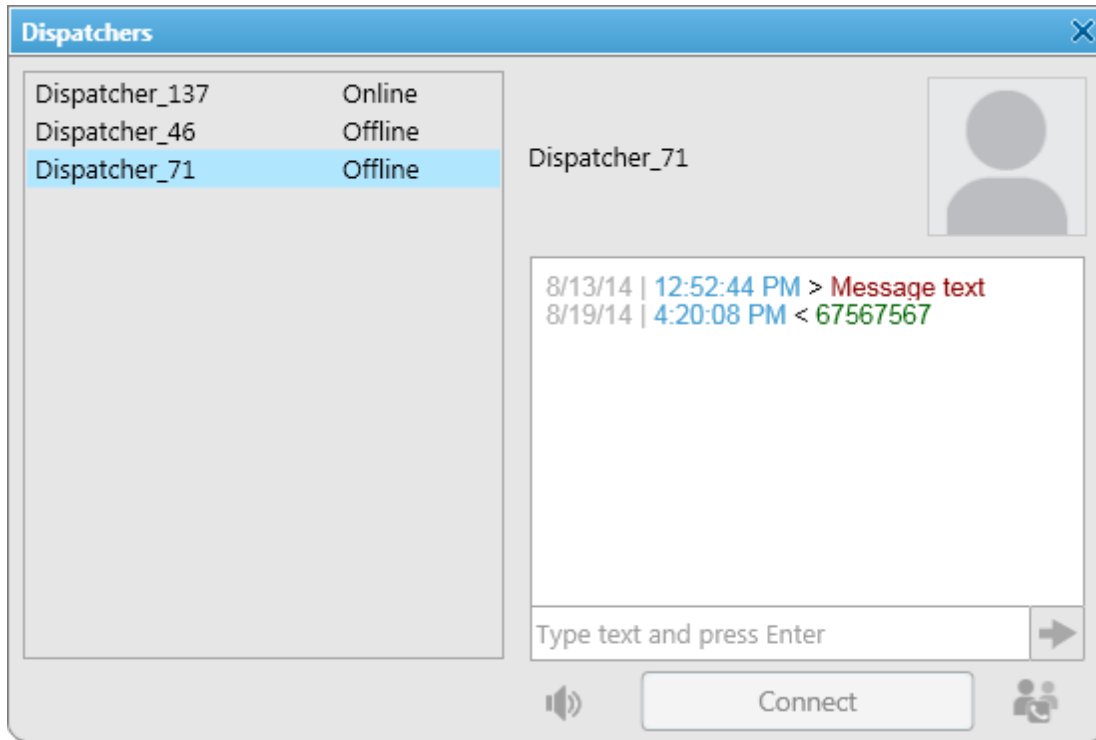 Dispatchers
Dispatcher_137 Online
Dispatcher_46 Offline
Dispatcher_71 Offline
Dispatcher_71
8/13/14 | 12:52:44 PM > Message text
8/19/14 | 4:20:08 PM < 67567567
Type text and press Enter
Connect